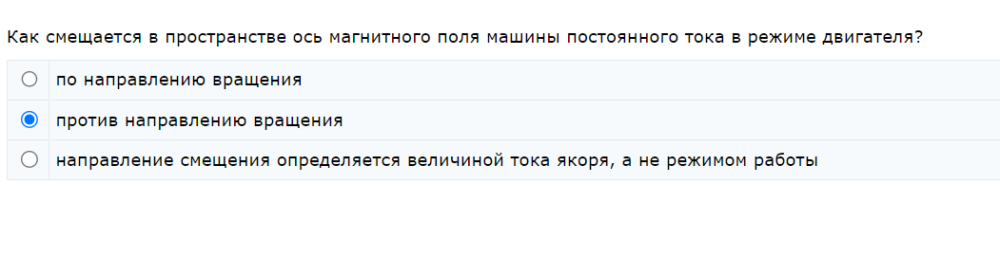 Как смещается в пространстве ось магнитного поля машины постоянного тока в режиме двигателя?
по направлению вращения
против направлению вращения
направление смещения определяется величиной тока якоря, а не режимом работы